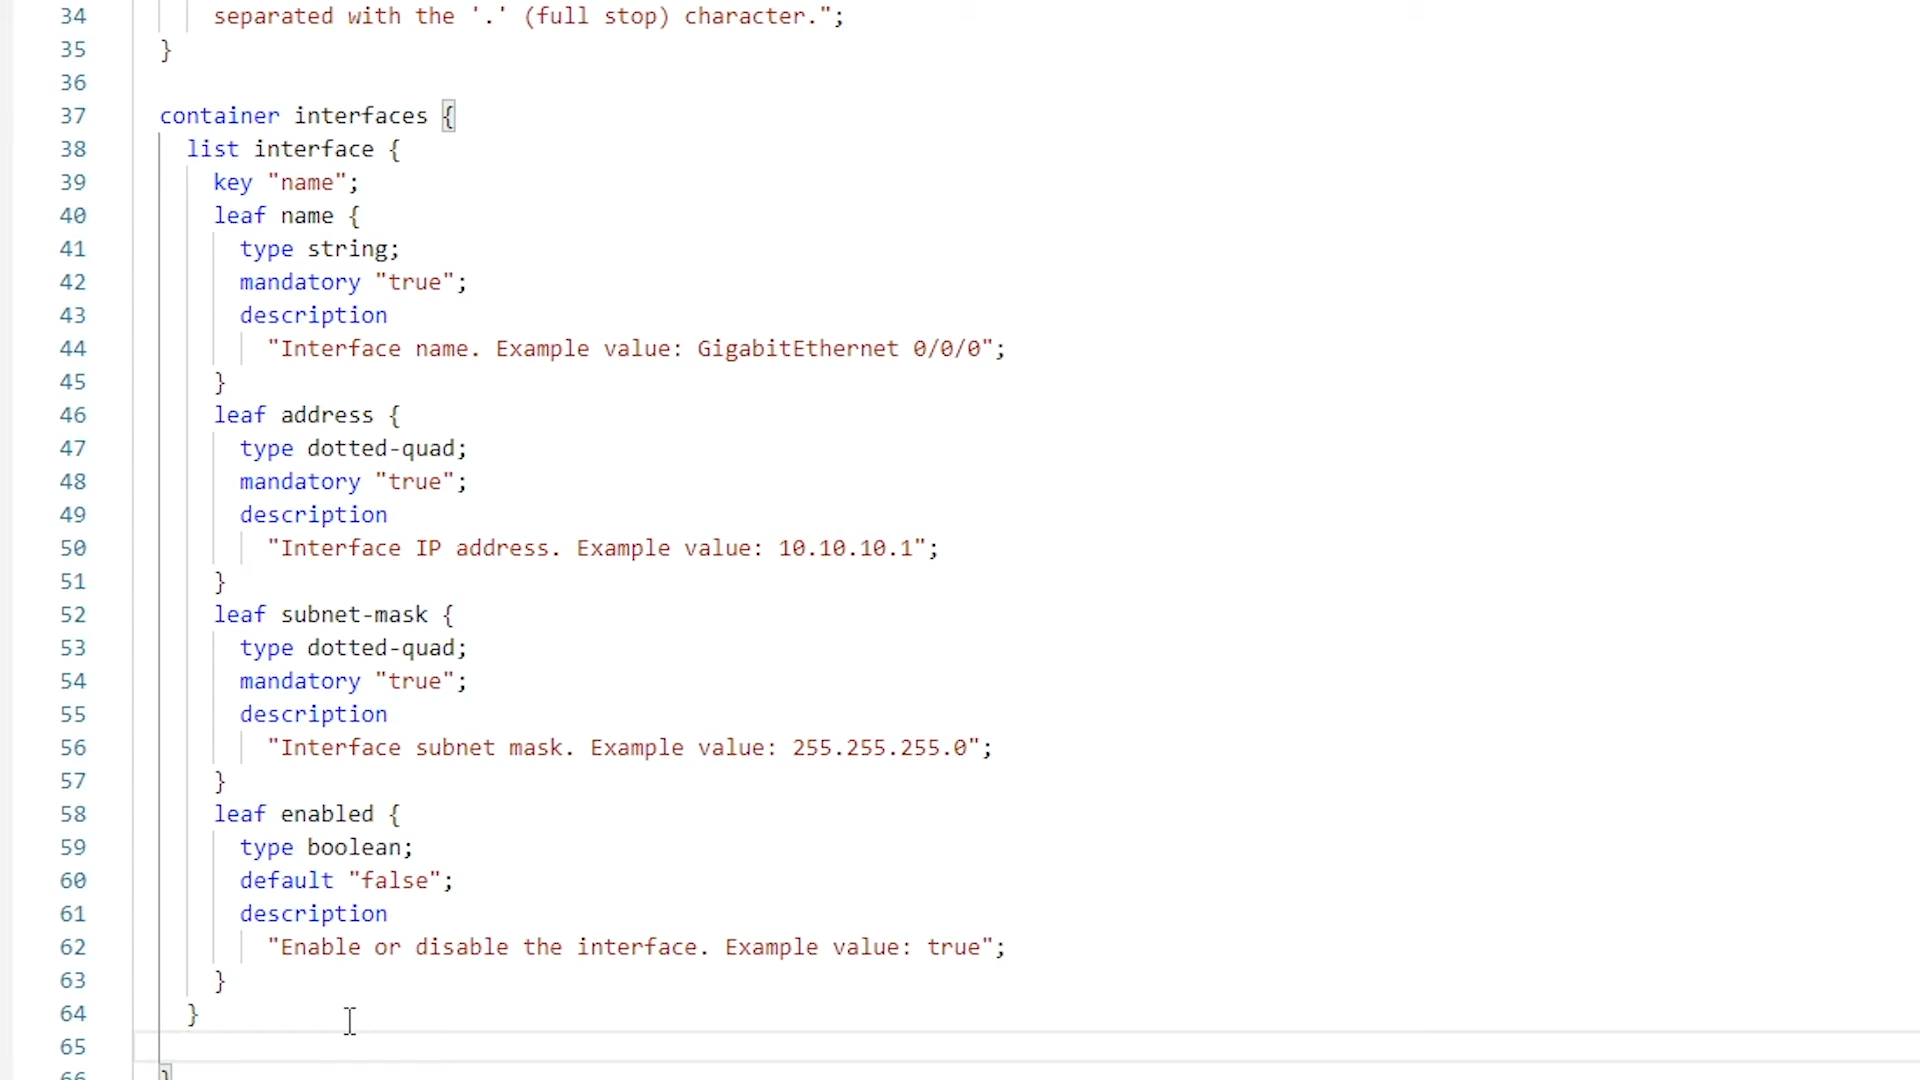 34 separated with the '.' (full stop) character.";
35 }
36
37 container interfaces {
38 list interface {
39 key "name";
40 leaf name {
41 type string;
42 mandatory "true";
43 description
44 "Interface name. Example value: GigabitEthernet 0/0/0";
45 }
46 leaf address {
47 type dotted-quad;
48 mandatory "true";
49 description
50 "Interface IP address. Example value: 10.10.10.1";
51 }
52 leaf subnet-mask {
53 type dotted-quad;
54 mandatory "true";
55 description
56 "Interface subnet mask. Example value: 255.255.255.0";
57 }
58 leaf enabled {
59 type boolean;
60 default "false";
61 description
62 "Enable or disable the interface. Example value: true";
63 }
64 }
65
66 }